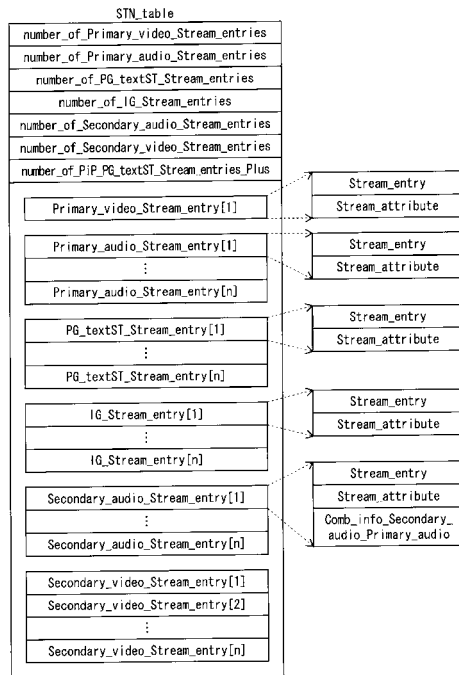 STN_table
number_of_Primary_video_Stream_entries
number_of_Primary_audio_Stream_entries
number_of_PG_textST_Stream_entries
number_of_IG_Stream_entries
number_of_Secondary_audio_Stream_entries
number_of_Secondary_video_Stream_entries
number_of_PiP_PG_textST_Stream_entries_Plus
Primary_video_Stream_entry[1]
Stream_entry
Stream_attribute
Primary_audio_Stream_entry[1]
⋮
Primary_audio_Stream_entry[n]
Stream_entry
Stream_attribute
PG_textST_Stream_entry[1]
⋮
PG_textST_Stream_entry[n]
Stream_entry
Stream_attribute
IG_Stream_entry[1]
⋮
IG_Stream_entry[n]
Stream_entry
Stream_attribute
Secondary_audio_Stream_entry[1]
⋮
Secondary_audio_Stream_entry[n]
Stream_entry
Stream_attribute
Comb_info_Secondary_
audio_Primary_audio
Secondary_video_Stream_entry[1]
Secondary_video_Stream_entry[2]
⋮
Secondary_video_Stream_entry[n]